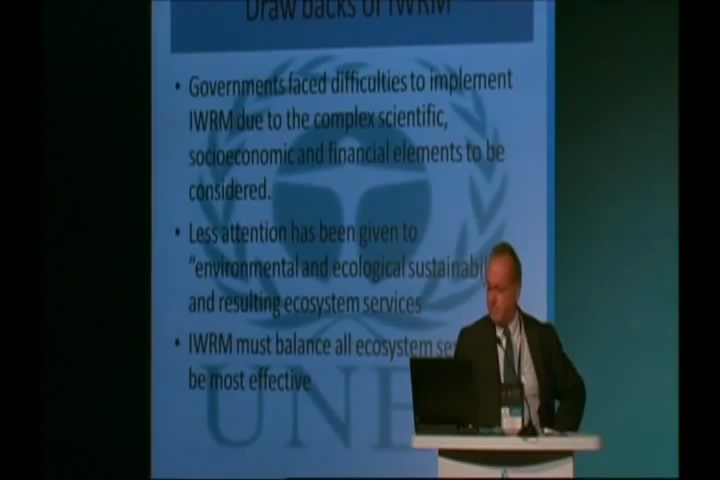 Draw backs of IWRM
• Governments faced difficulties to implement
IWRM due to the complex scientific,
socioeconomic and financial elements to be
considered.
• Less attention has been given to
"environmental and ecological sustainabil
and resulting ecosystem services
• IWRM must balance all ecosystem se
be most effective
UNE